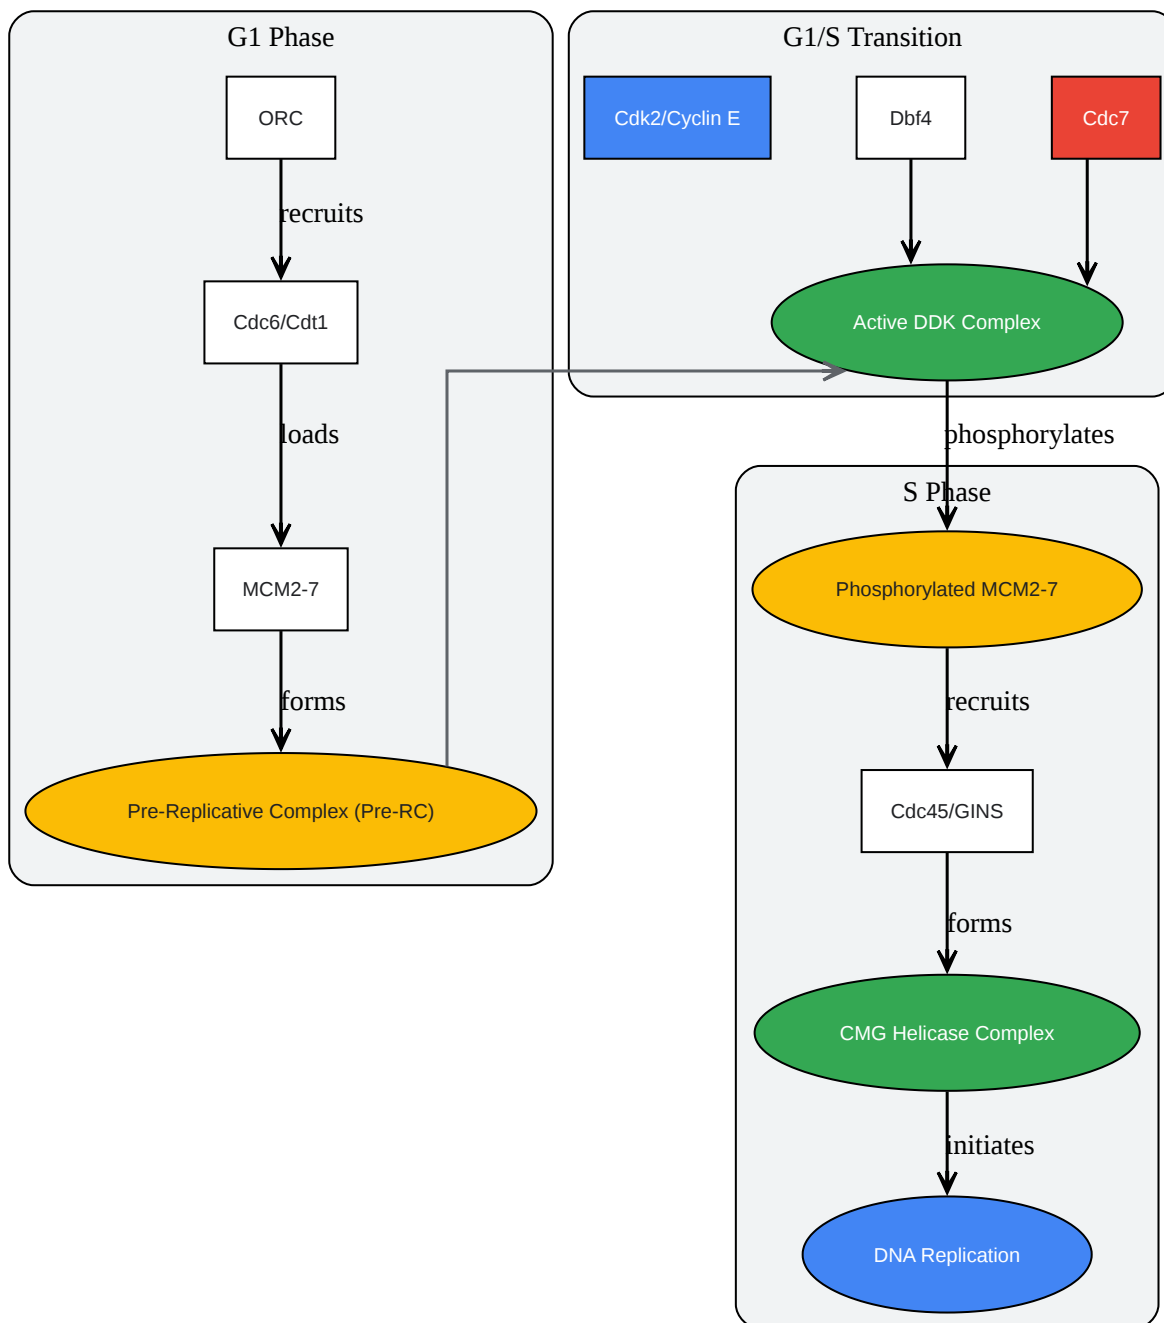 G1 Phase
ORC
recruits
Cdc6/Cdt1
loads
MCM2-7
forms
Pre-Replicative Complex (Pre-RC)
G1/S Transition
Cdk2/Cyclin E
Dbf4
Cdc7
Active DDK Complex
phosphorylates
S Phase
Phosphorylated MCM2-7
recruits
Cdc45/GINS
forms
CMG Helicase Complex
initiates
DNA Replication